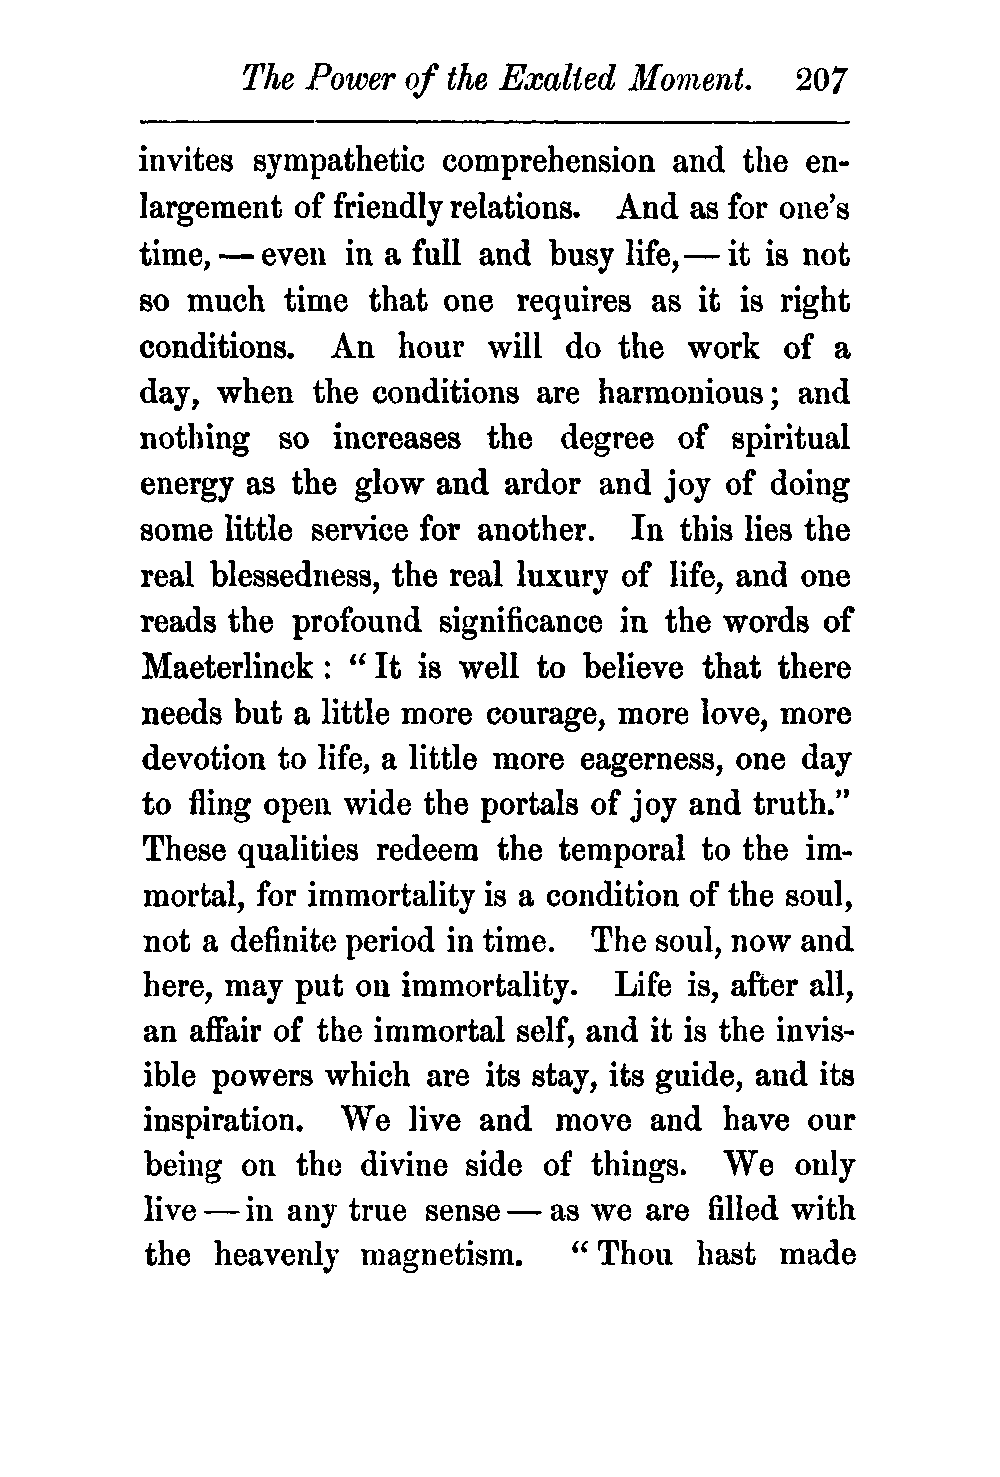 The Power of the Exalted Moment. 207
invites sympathetic comprehension and the en-
largement of friendly relations. And as for one's
time, — even in a full and busy life, — it is not
so much time that one requires as it is right
conditions. An hour will do the work of a
day, when the conditions are harmonious; and
nothing so increases the degree of spiritual
energy as the glow and ardor and joy of doing
some little service for another. In this lies the
real blessedness, the real luxury of life, and one
reads the profound significance in the words of
Maeterlinck: "It is well to believe that there
needs but a little more courage, more love, more
devotion to life, a little more eagerness, one day
to fling open wide the portals of joy and truth."
These qualities redeem the temporal to the im-
mortal, for immortality is a condition of the soul,
not a definite period in time. The soul, now and
here, may put on immortality. Life is, after all,
an affair of the immortal self, and it is the invis-
ible powers which are its stay, its guide, and its
inspiration. We live and move and have our
being on the divine side of things. We only
live — in any true sense — as we are filled with
the heavenly magnetism. "Thou hast made